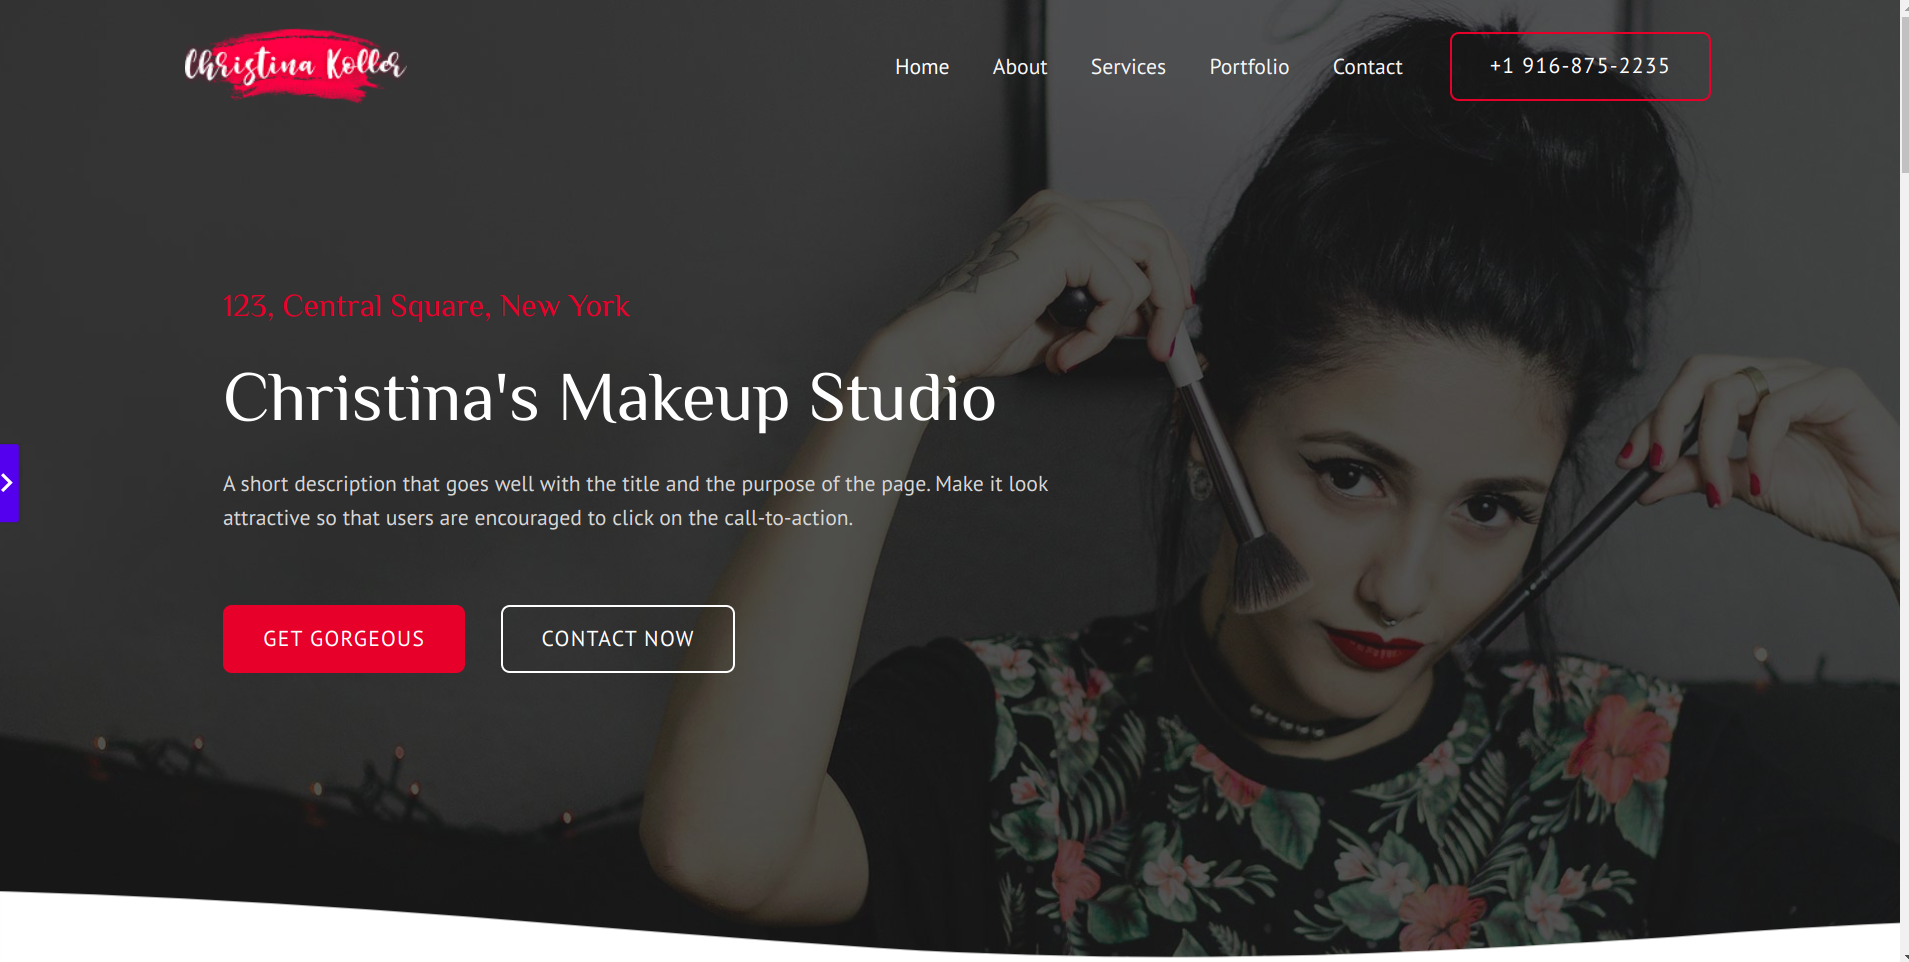 Christina Koller
Home About Services Portfolio Contact +1 916-875-2235
123, Central Square, New York
Christina's Makeup Studio
A short description that goes well with the title and the purpose of the page. Make it look
attractive so that users are encouraged to click on the call-to-action.
GET GORGEOUS CONTACT NOW